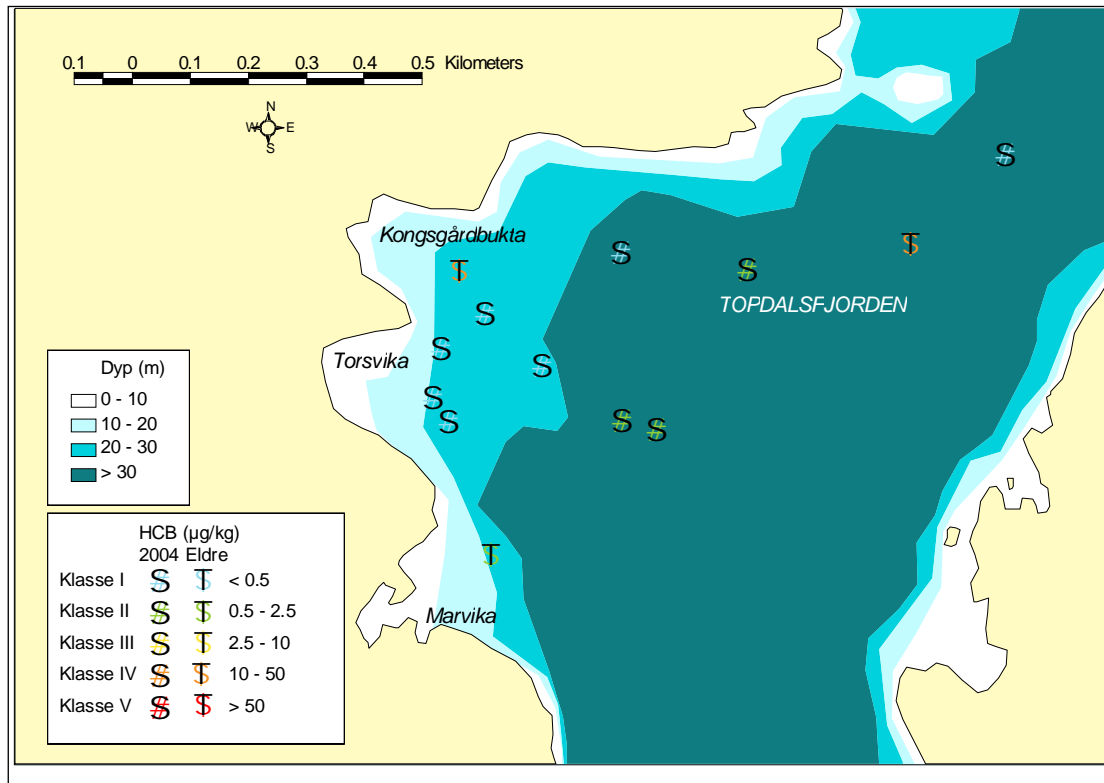 0.1 0 0.1 0.2 0.3 0.4 0.5 Kilometers
N
W E
S
S
Kongsgårdbukta
T
S
S
S
T
S
TOPDALSFJORDEN
S
Torsvika
S
S
S
S
S
S
T
S
Marvika
Dyp (m)
0 - 10
10 - 20
20 - 30
> 30
HCB (µg/kg)
2004 Eldre
Klasse I # S S T < 0.5
Klasse II # S S T 0.5 - 2.5
Klasse III # S S T 2.5 - 10
Klasse IV # S S T 10 - 50
Klasse V # S S T > 50